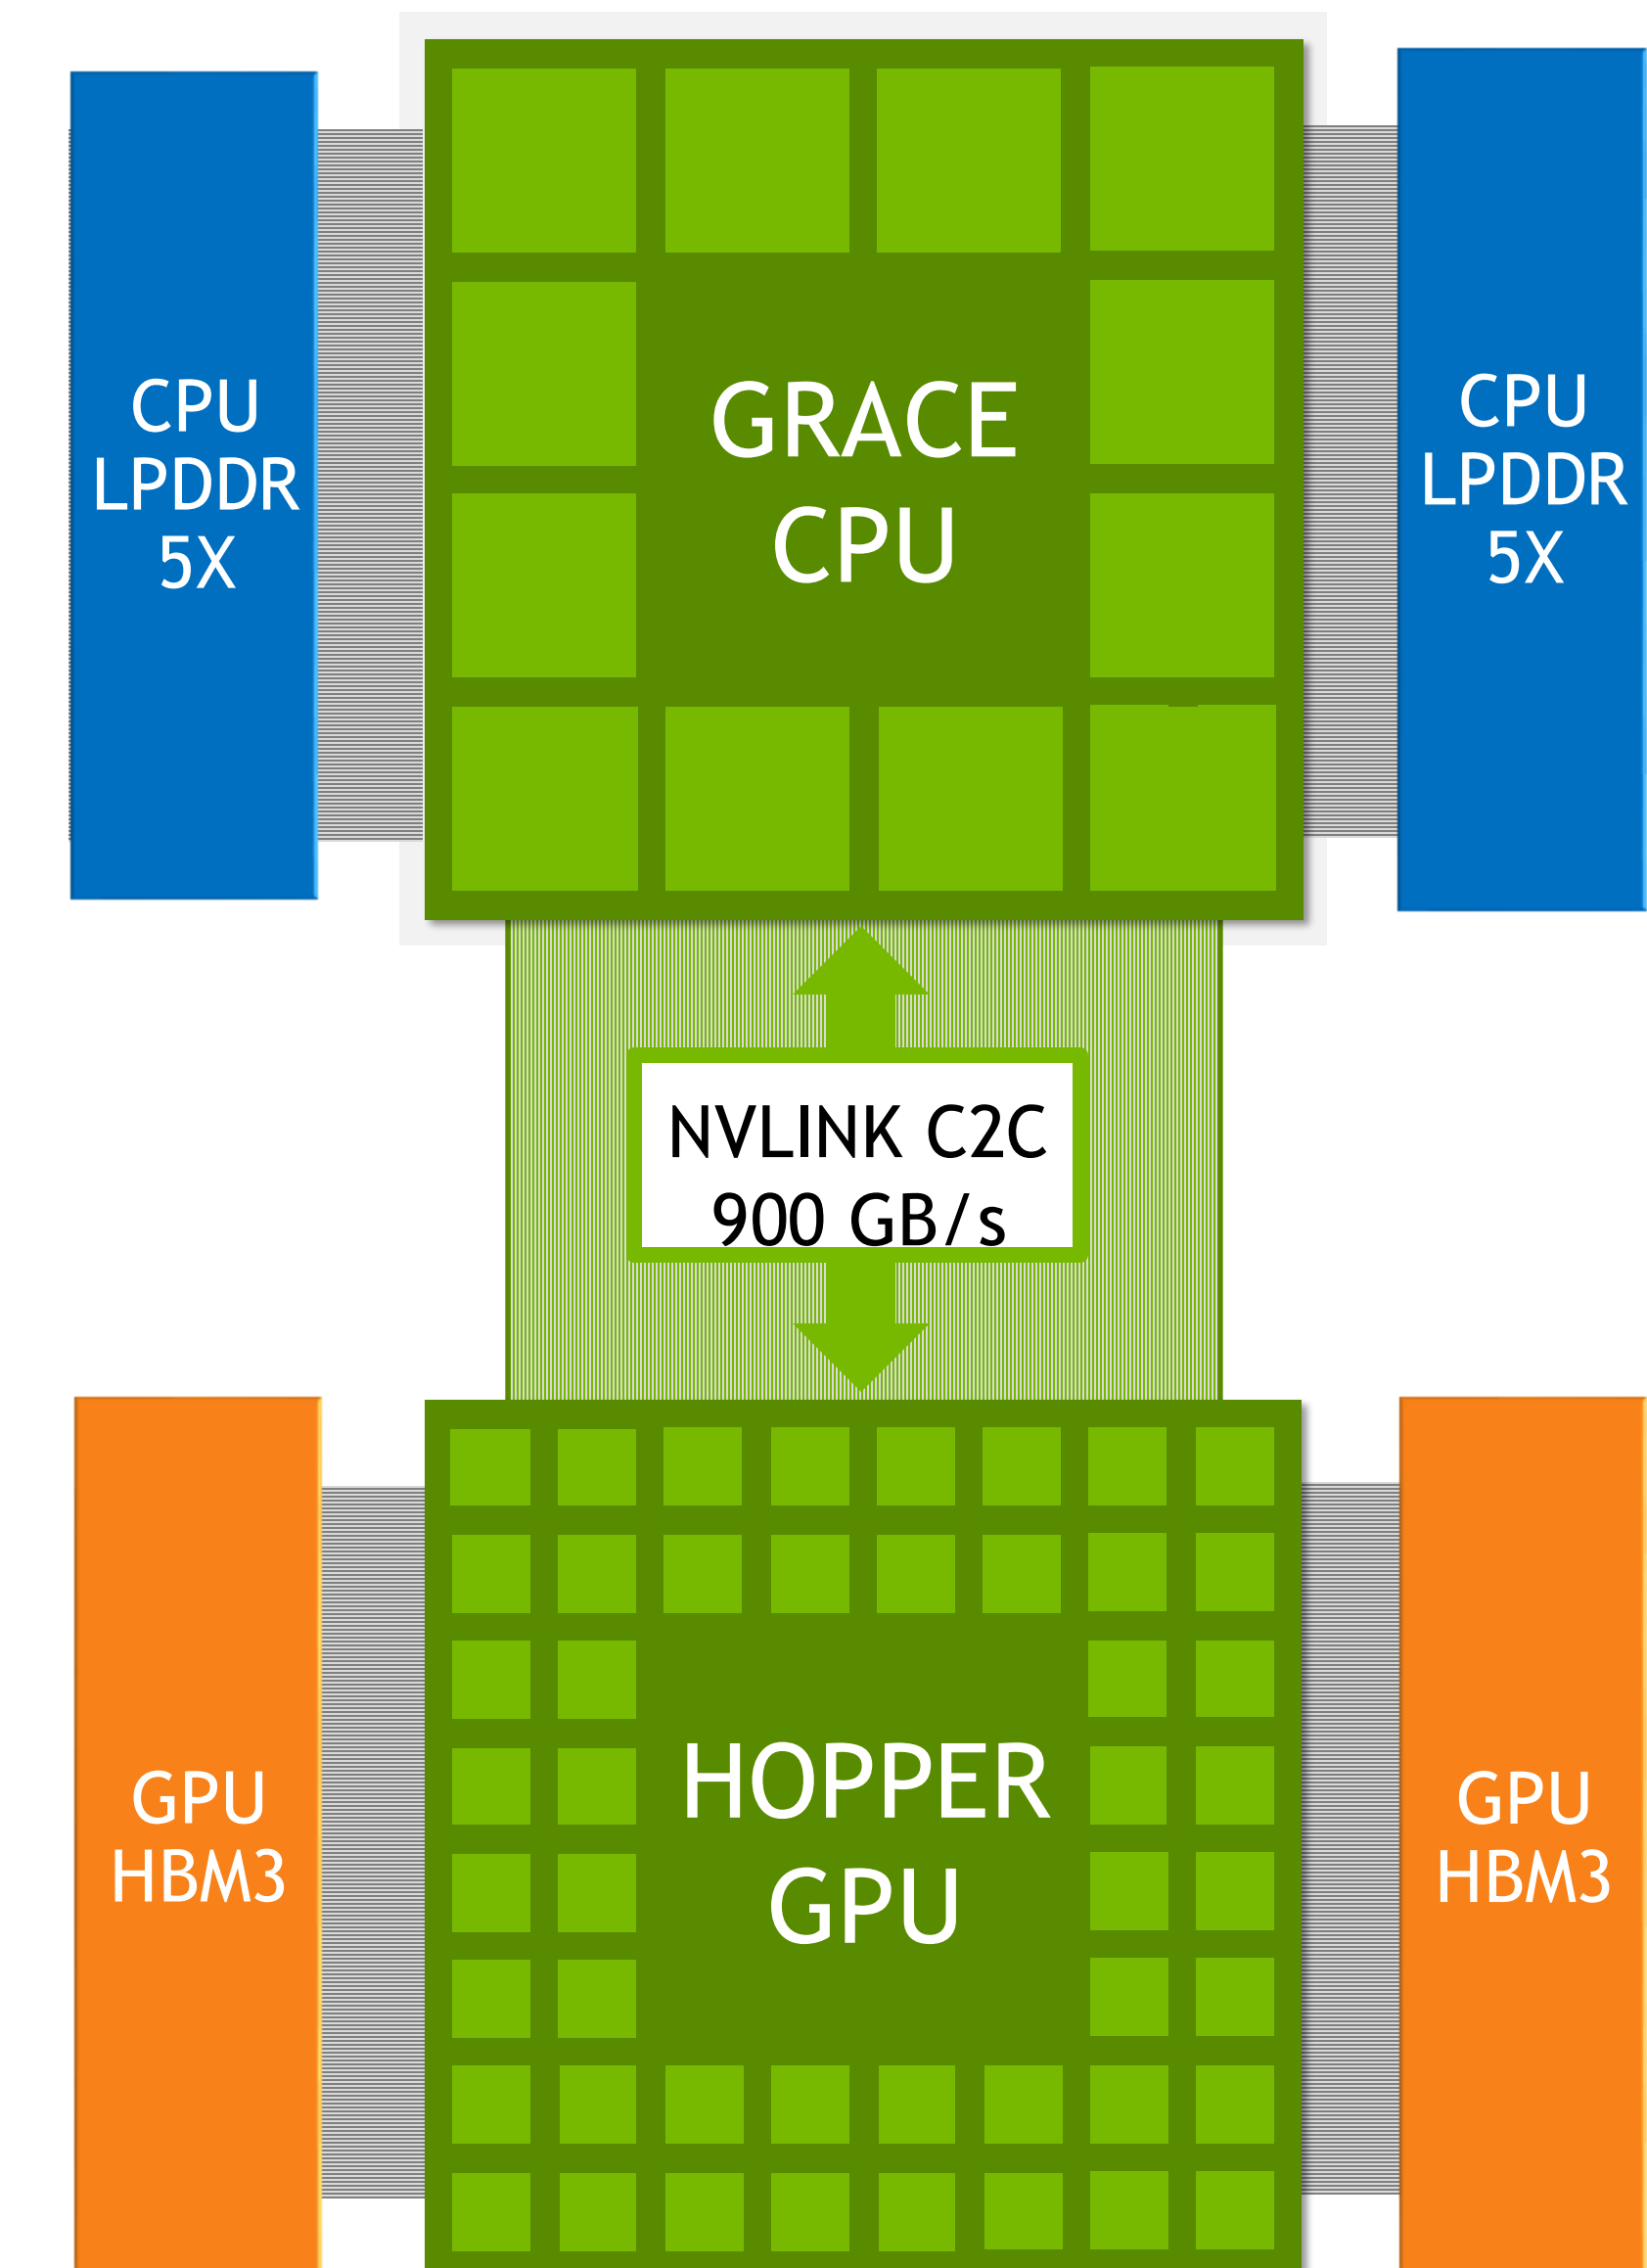 CPU
LPDDR
5X
GRACE
CPU
CPU
LPDDR
5X
NVLINK C2C
900 GB/s
GPU
HBM3
HOPPER
GPU
GPU
HBM3